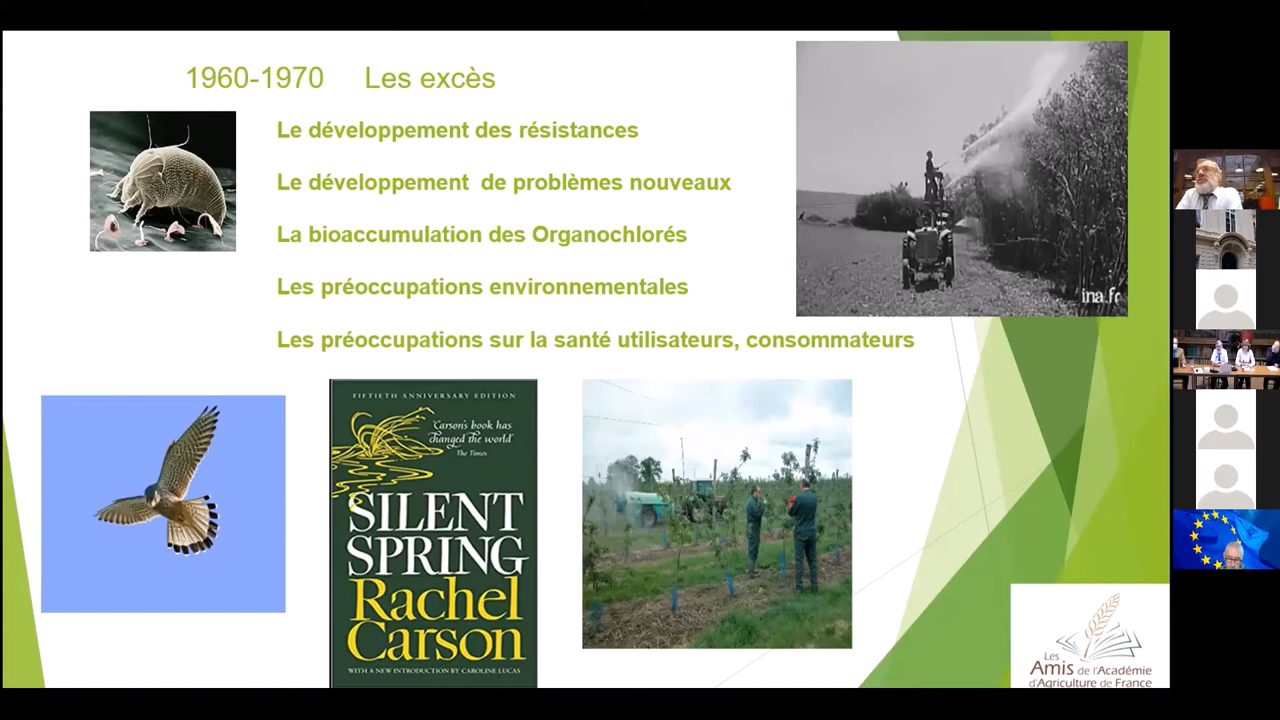 1960-1970 Les excès
Le développement des résistances
Le développement de problèmes nouveaux
La bioaccumulation des Organochlorés
Les préoccupations environnementales
Les préoccupations sur la santé utilisateurs, consommateurs
ina.fr
FIFTIETH ANNIVERSARY EDITION
"Carson's book has
changed the world"
The Times
SILENT
SPRING
Rachel
Carson
WITH A NEW INTRODUCTION BY CAROLINE LUCAS
Les
Amis de l'Académie
d'Agriculture de France